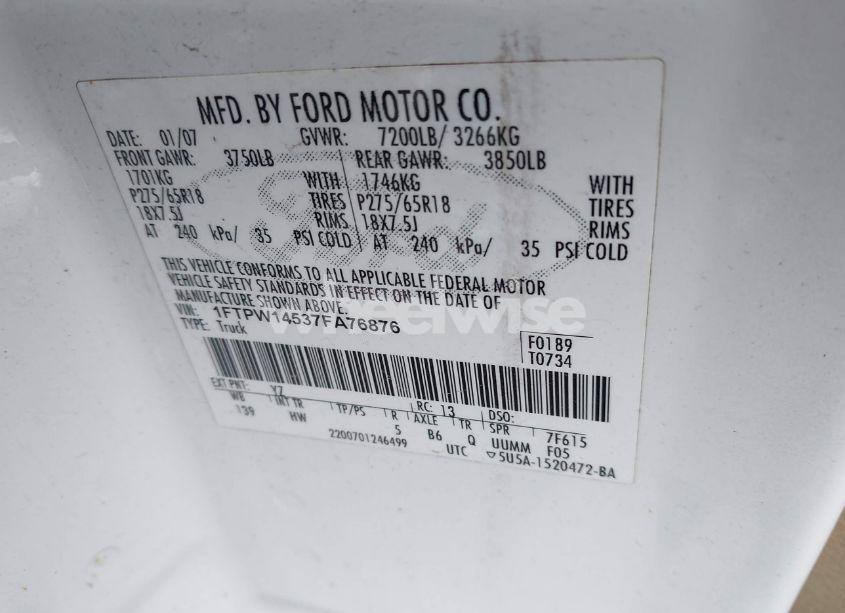 MFD. BY FORD MOTOR CO.
DATE: 01/07 GVWR: 7200LB/ 3266KG
FRONT GAWR: 3750LB REAR GAWR: 3850LB
1701KG WITH 1746KG WITH
P275/65R18 TIRES P275/65R18 TIRES
18X7.5J RIMS 18X7.5J RIMS
AT 240 kPa/ 35 PSI COLD AT 240 kPa/ 35 PSI COLD
Ford
THIS VEHICLE CONFORMS TO ALL APPLICABLE FEDERAL MOTOR
VEHICLE SAFETY STANDARDS IN EFFECT ON THE DATE OF
MANUFACTURE SHOWN ABOVE.
VIN: 1FTPW14537FA76876
TYPE: Truck
wheelwise
F0189
T0734
EXT PNT: YZ RC: 13 DSO:
WB INT TR TP/PS R AXLE TR SPR 7F615
139 HW 5 B6 Q UUMM F05
2200701246499 UTC ▽5U5A-1520472-BA